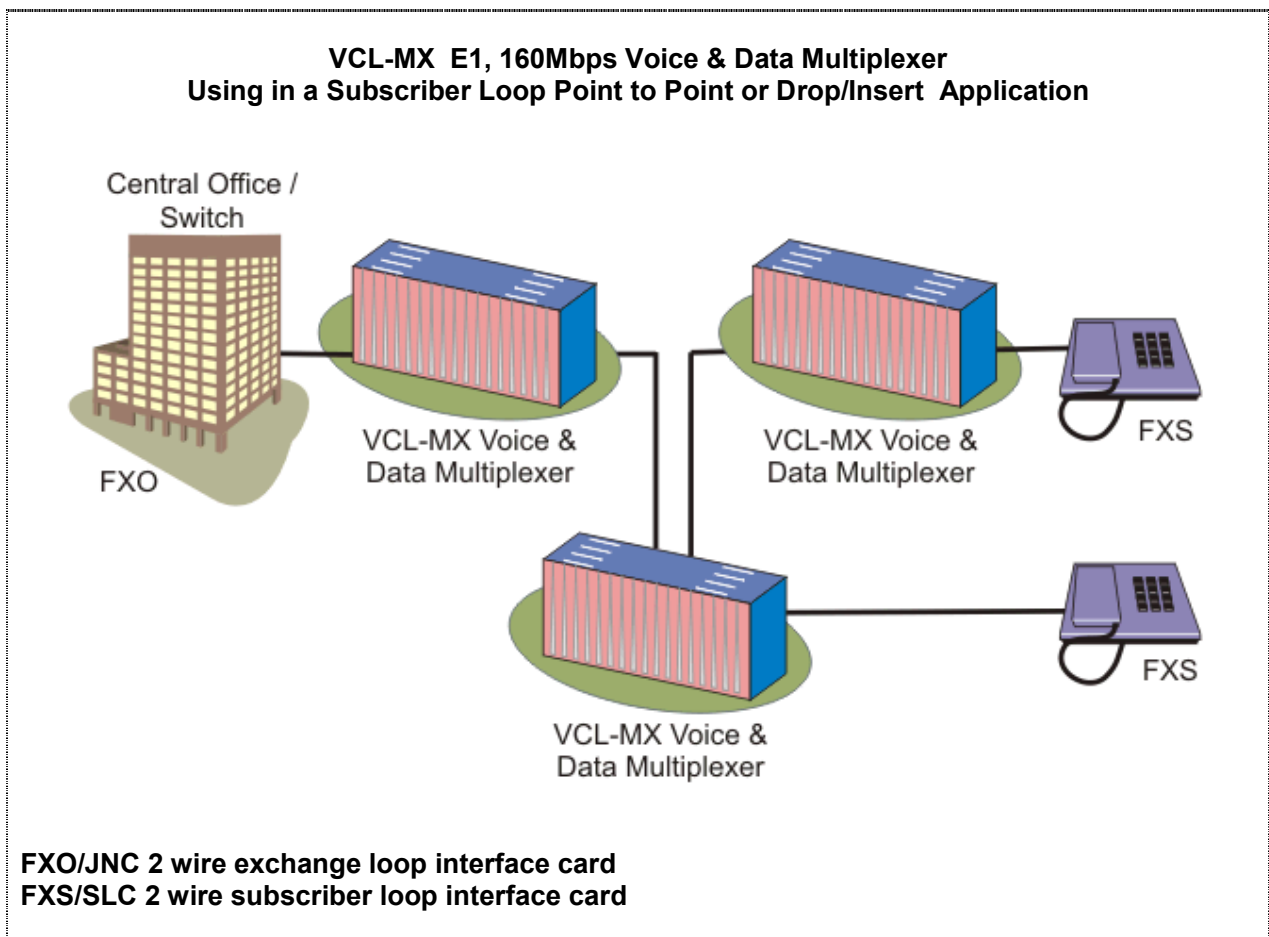 VCL-MX E1, 160Mbps Voice & Data Multiplexer
Using in a Subscriber Loop Point to Point or Drop/Insert Application
Central Office /
Switch
FXO
VCL-MX Voice &
Data Multiplexer
VCL-MX Voice &
Data Multiplexer
FXS
VCL-MX Voice &
Data Multiplexer
FXS
FXO/JNC 2 wire exchange loop interface card
FXS/SLC 2 wire subscriber loop interface card